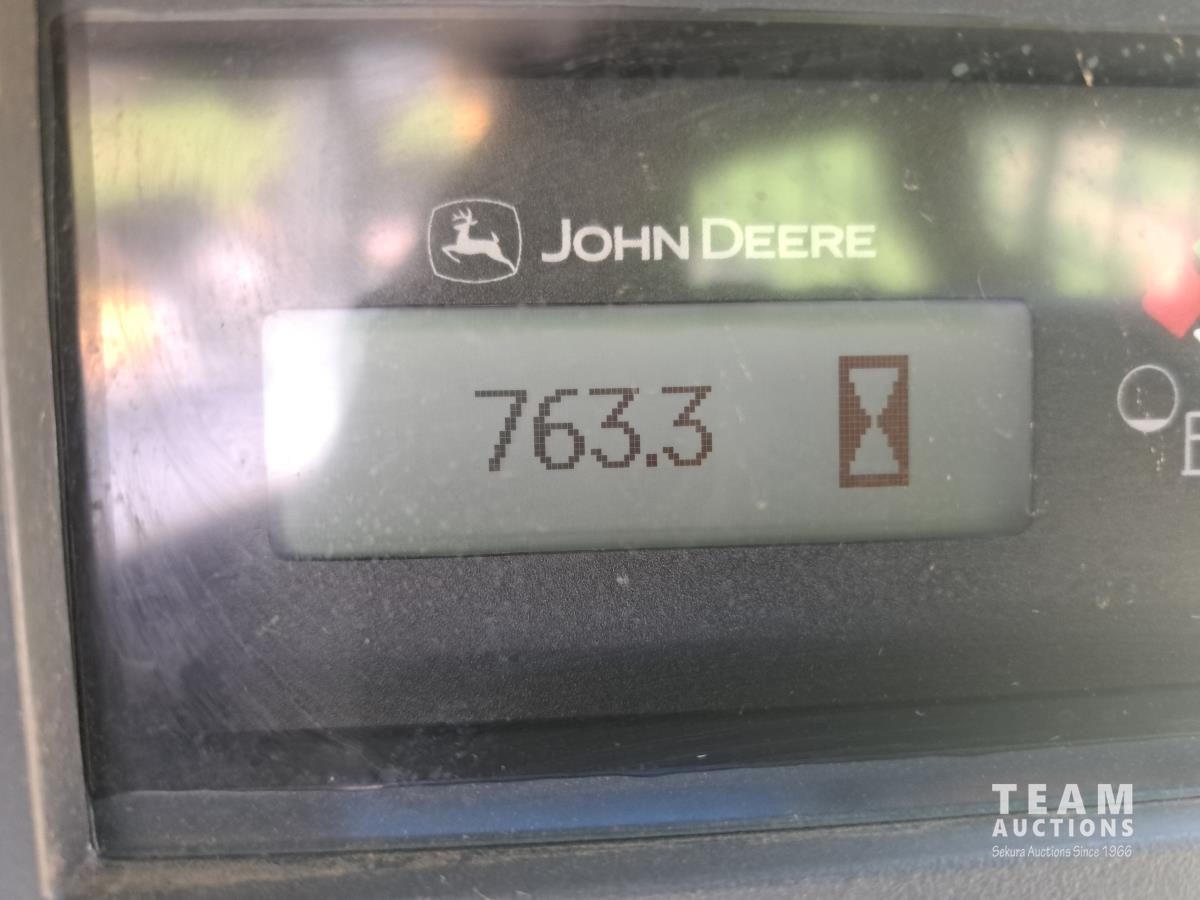 JOHN DEERE
763.3
E
TEAM
AUCTIONS
Sekura Auctions Since 1966